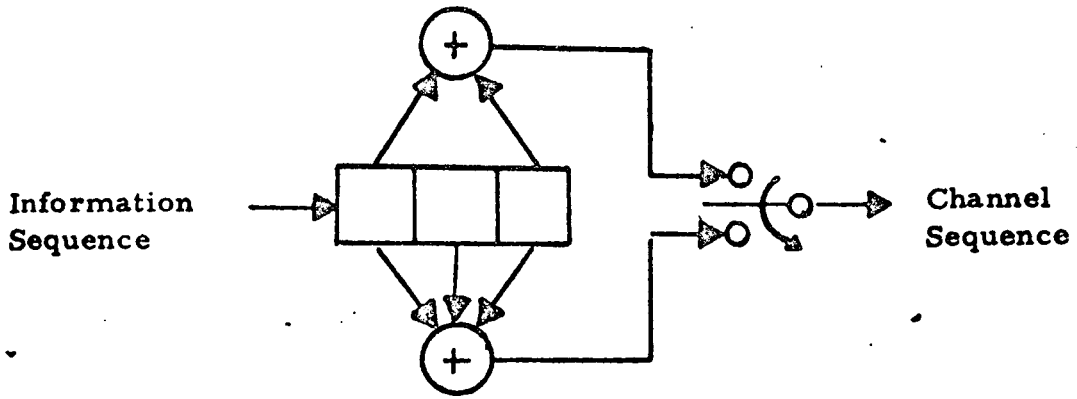 +
Information
Sequence
Channel
Sequence
+